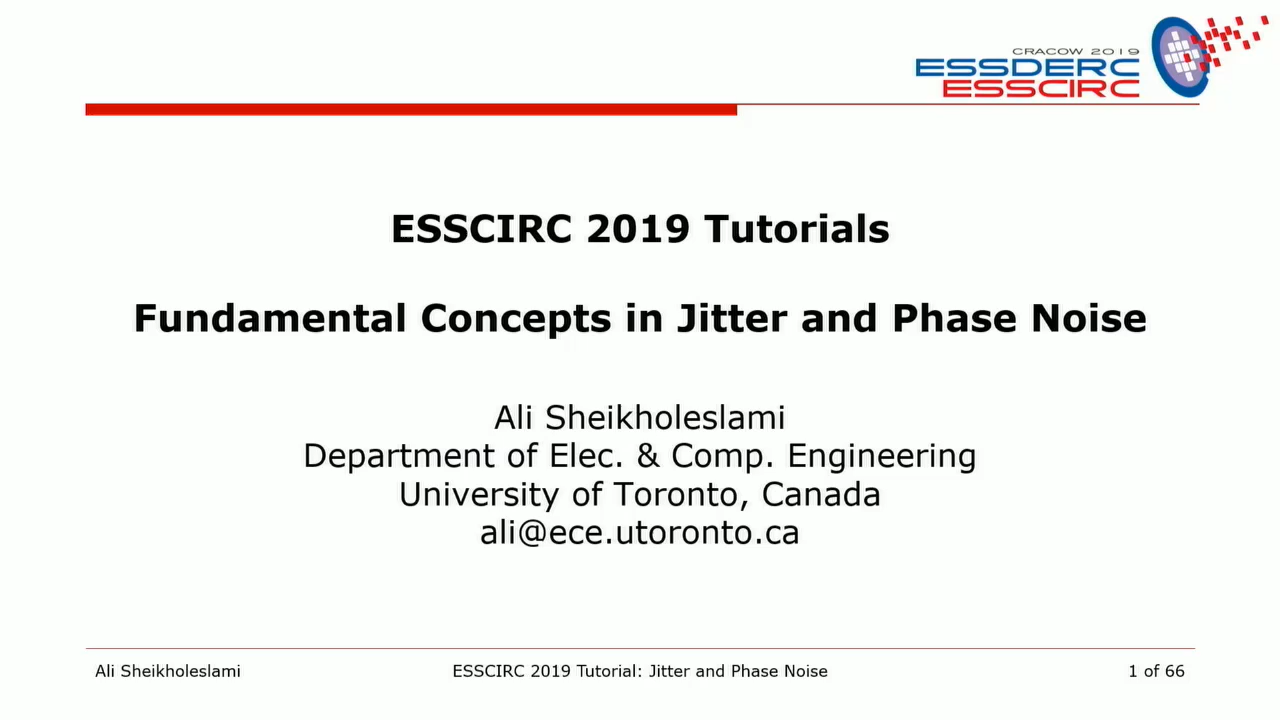 CRACOW 2019
ESSDERC
ESSCIRC
ESSCIRC 2019 Tutorials
Fundamental Concepts in Jitter and Phase Noise
Ali Sheikholeslami
Department of Elec. & Comp. Engineering
University of Toronto, Canada
ali@ece.utoronto.ca
Ali Sheikholeslami ESSCIRC 2019 Tutorial: Jitter and Phase Noise 1 of 66